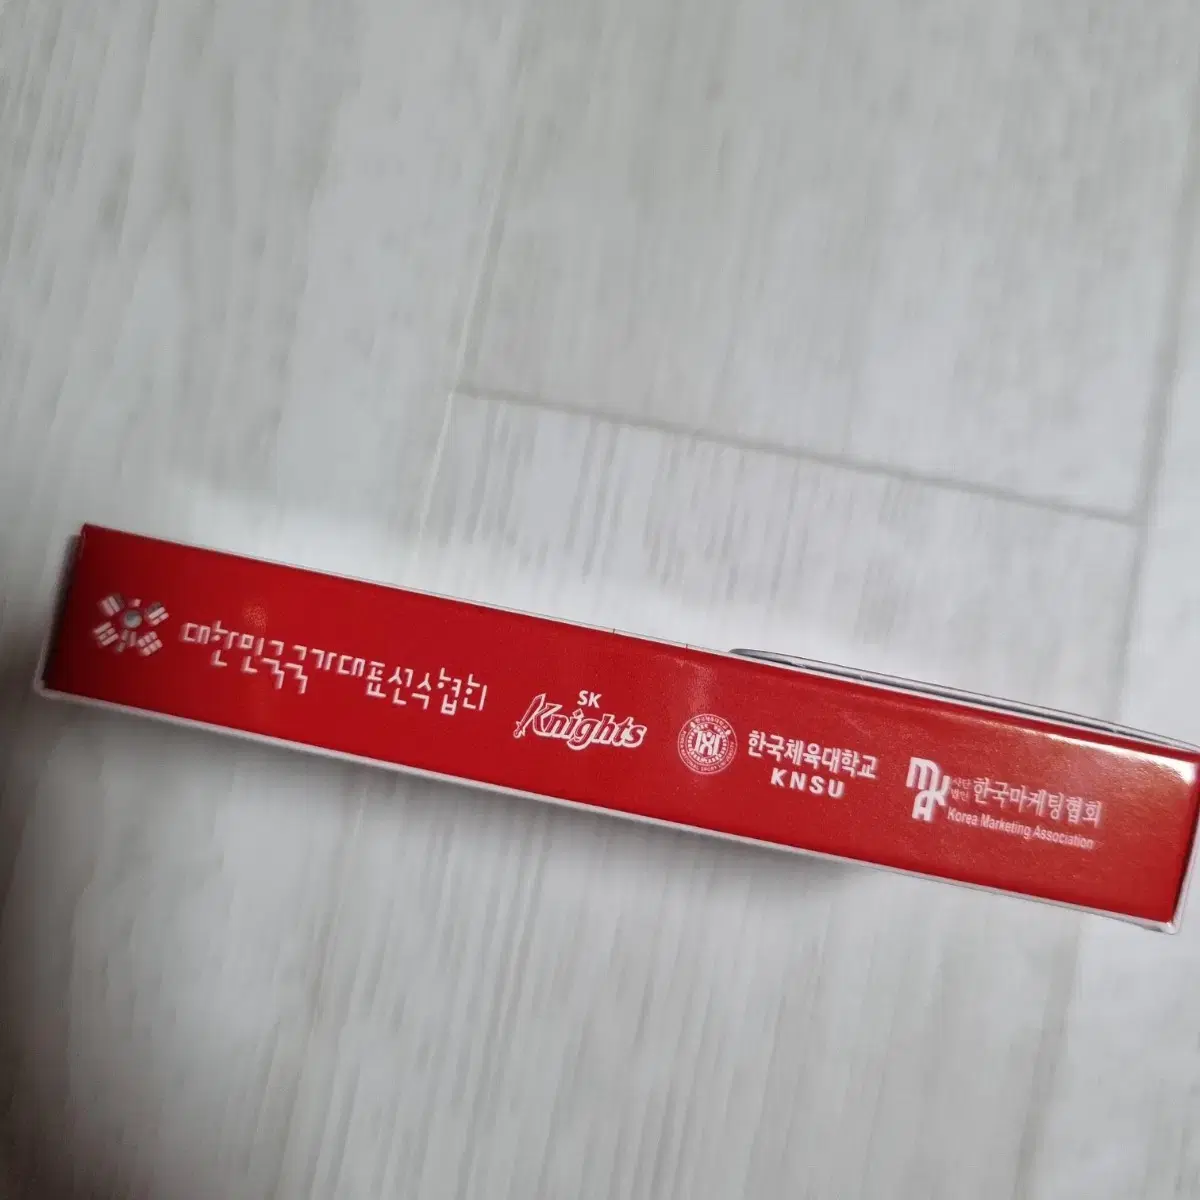 대한민국국가대표선수협회
SK
Knights
한국체육대학교
KNSU
MKA
사단
법인
한국마케팅협회
Korea Marketing Association